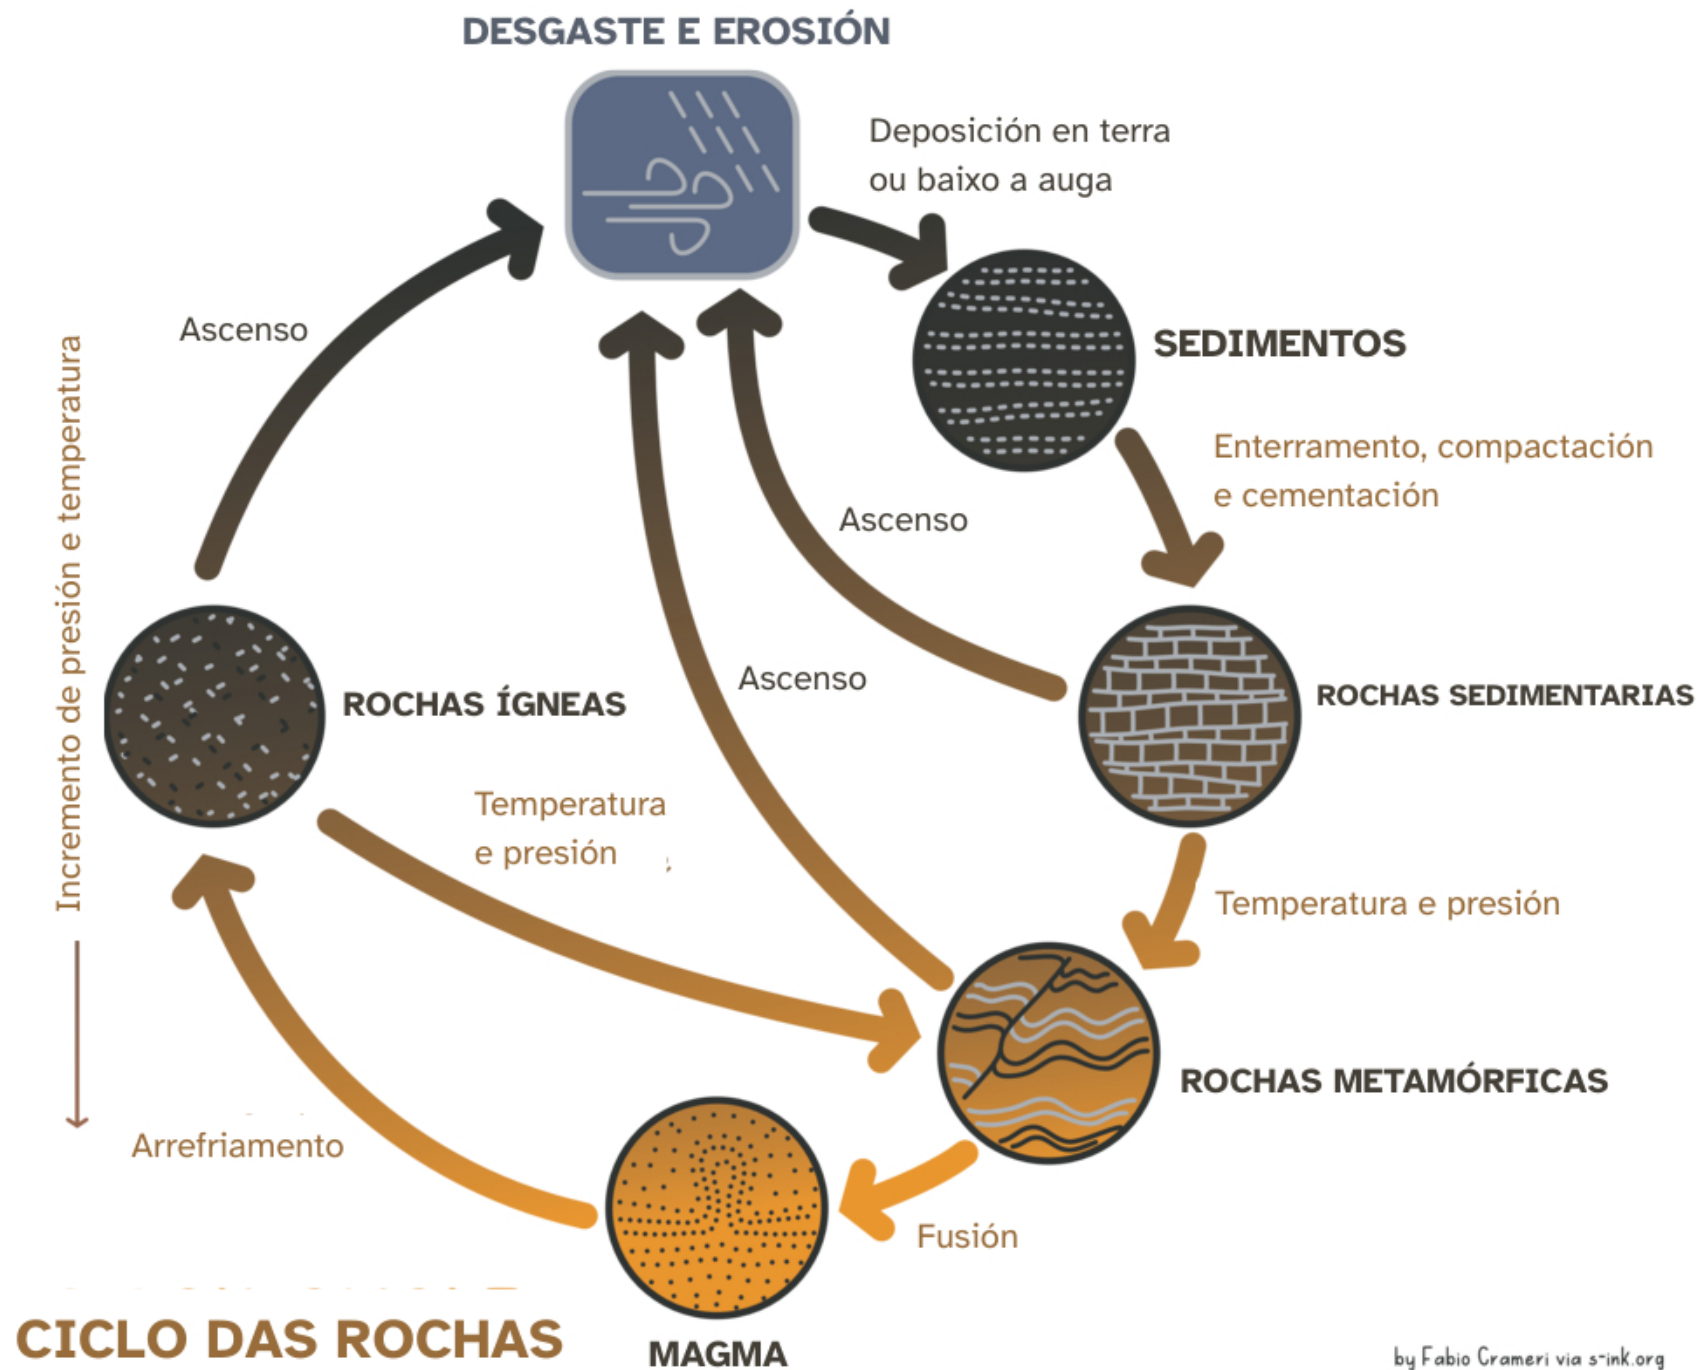 DESGASTE E EROSIÓN
Deposición en terra
ou baixo a auga
Ascenso
SEDIMENTOS
Incremento de presión e temperatura
Enterramento, compactación
e cementación
Ascenso
Ascenso
ROCHAS ÍGNEAS
ROCHAS SEDIMENTARIAS
Temperatura
e presión
Temperatura e presión
ROCHAS METAMÓRFICAS
Arrefriamento
Fusión
CICLO DAS ROCHAS
MAGMA
by Fabio Crameri via s-ink.org